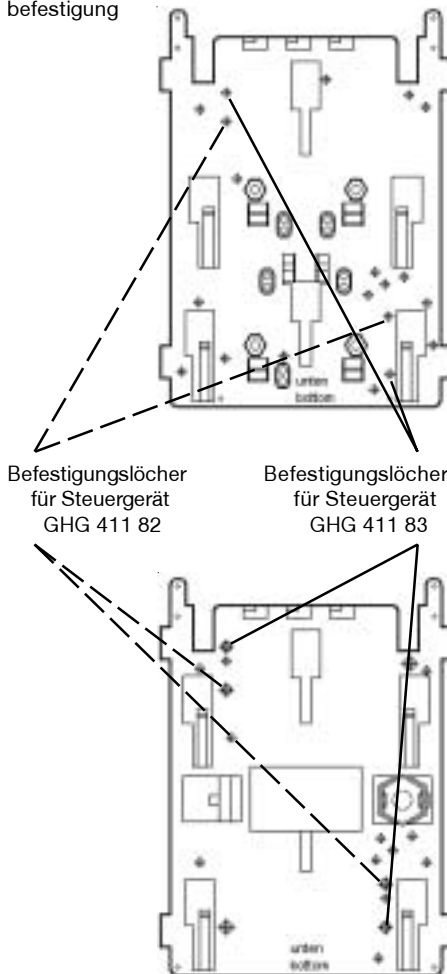 befestigung
unten
bottom
Befestigungslöcher
für Steuergerät
GHG 411 82
Befestigungslöcher
für Steuergerät
GHG 411 83
unten
bottom